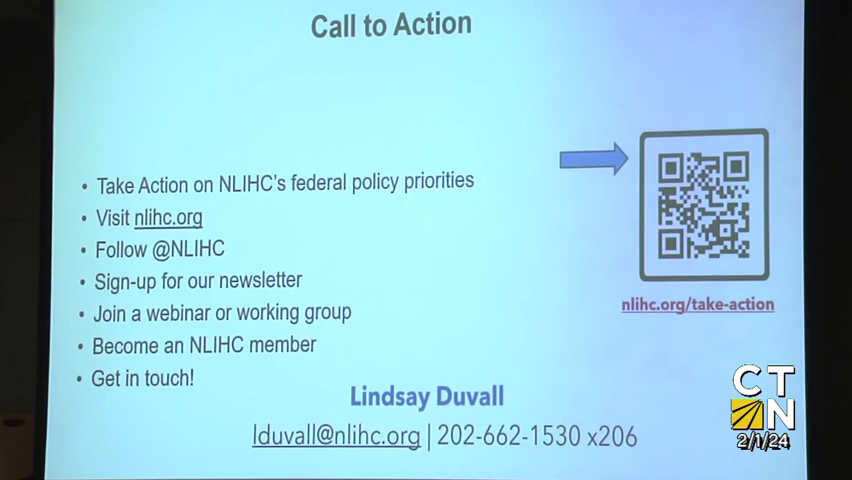 Call to Action
• Take Action on NLIHC's federal policy priorities
• Visit nlihc.org
• Follow @NLIHC
• Sign-up for our newsletter
• Join a webinar or working group
• Become an NLIHC member
• Get in touch!
nlihc.org/take-action
Lindsay Duvall
lduvall@nlihc.org | 202-662-1530 x206
CT
N
2/1/24